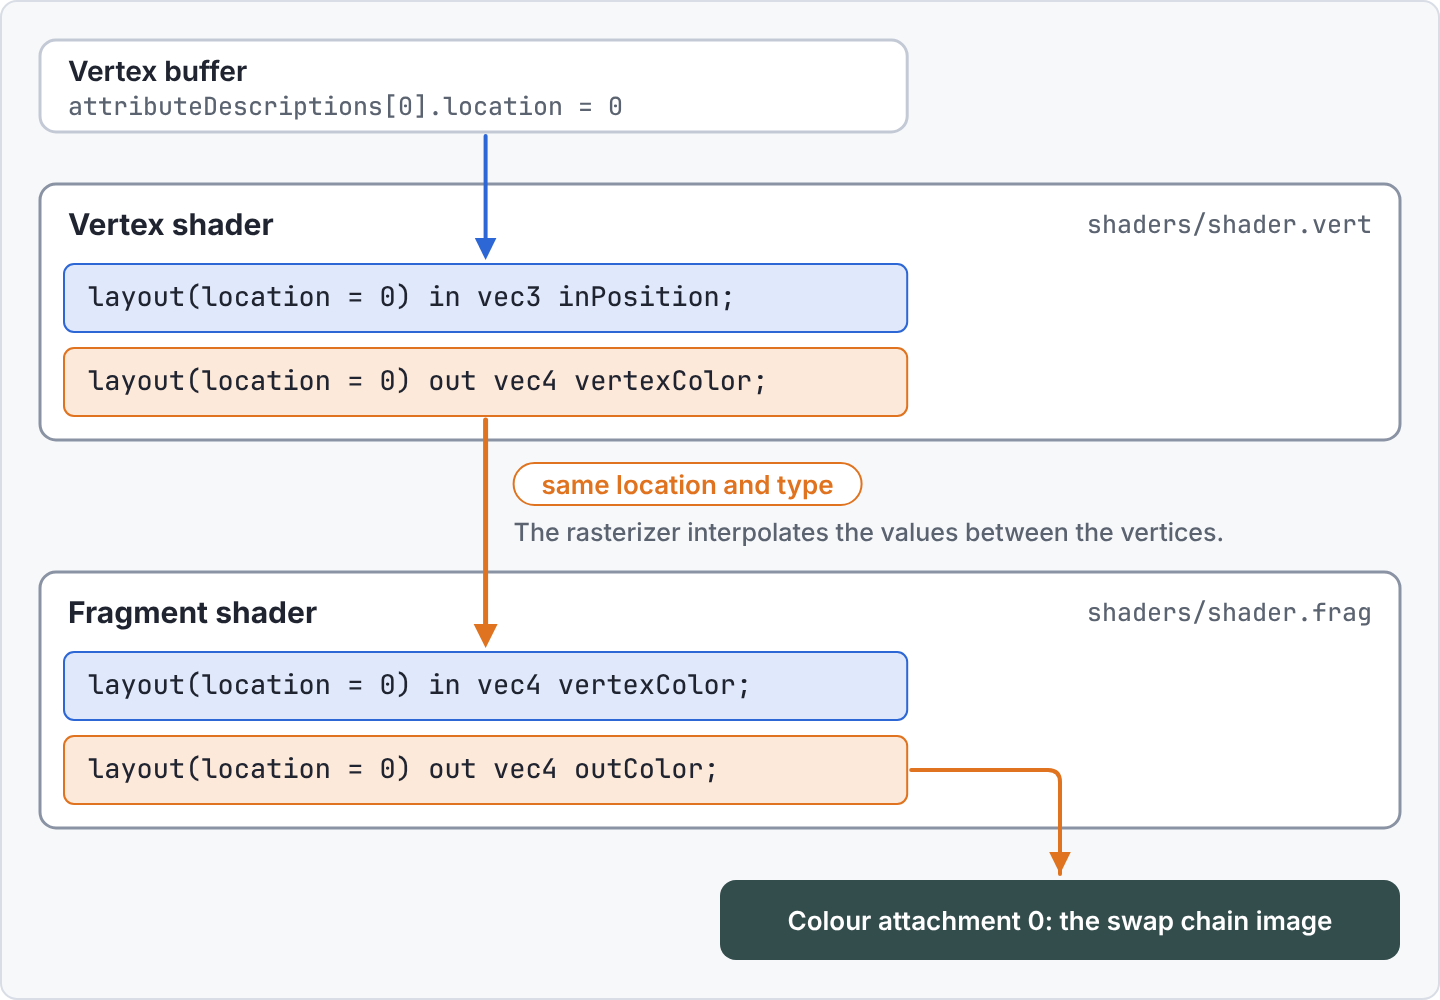 Vertex buffer
attributeDescriptions[0].location = 0
Vertex shader
shaders/shader.vert
layout(location = 0) in vec3 inPosition;
layout(location = 0) out vec4 vertexColor;
same location and type
The rasterizer interpolates the values between the vertices.
Fragment shader
shaders/shader.frag
layout(location = 0) in vec4 vertexColor;
layout(location = 0) out vec4 outColor;
Colour attachment 0: the swap chain image